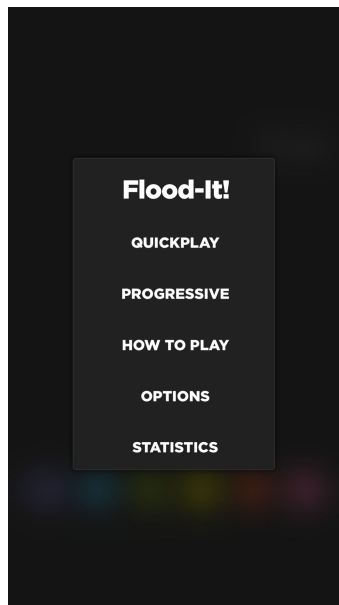 Flood-It!
QUICKPLAY
PROGRESSIVE
HOW TO PLAY
OPTIONS
STATISTICS